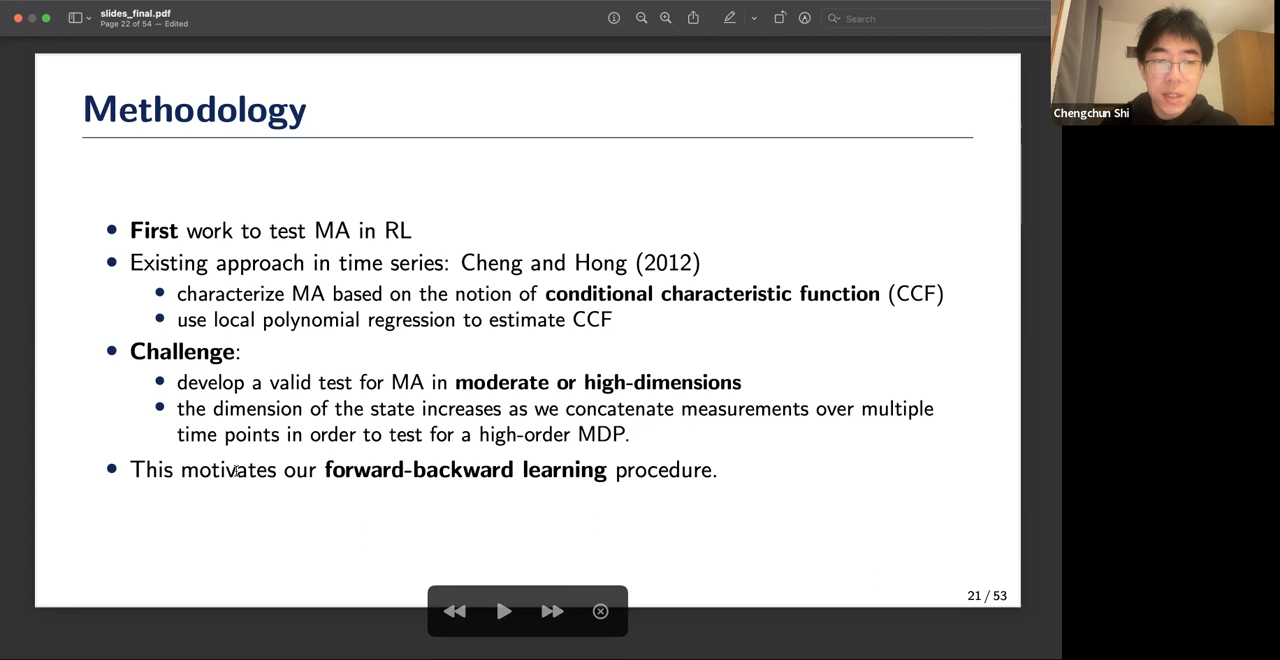 slides_final.pdf
Page 22 of 54 — Edited
Search
Chengchun Shi
Methodology
• First work to test MA in RL
• Existing approach in time series: Cheng and Hong (2012)
• characterize MA based on the notion of conditional characteristic function (CCF)
• use local polynomial regression to estimate CCF
• Challenge:
• develop a valid test for MA in moderate or high-dimensions
• the dimension of the state increases as we concatenate measurements over multiple
time points in order to test for a high-order MDP.
• This motivates our forward-backward learning procedure.
21 / 53